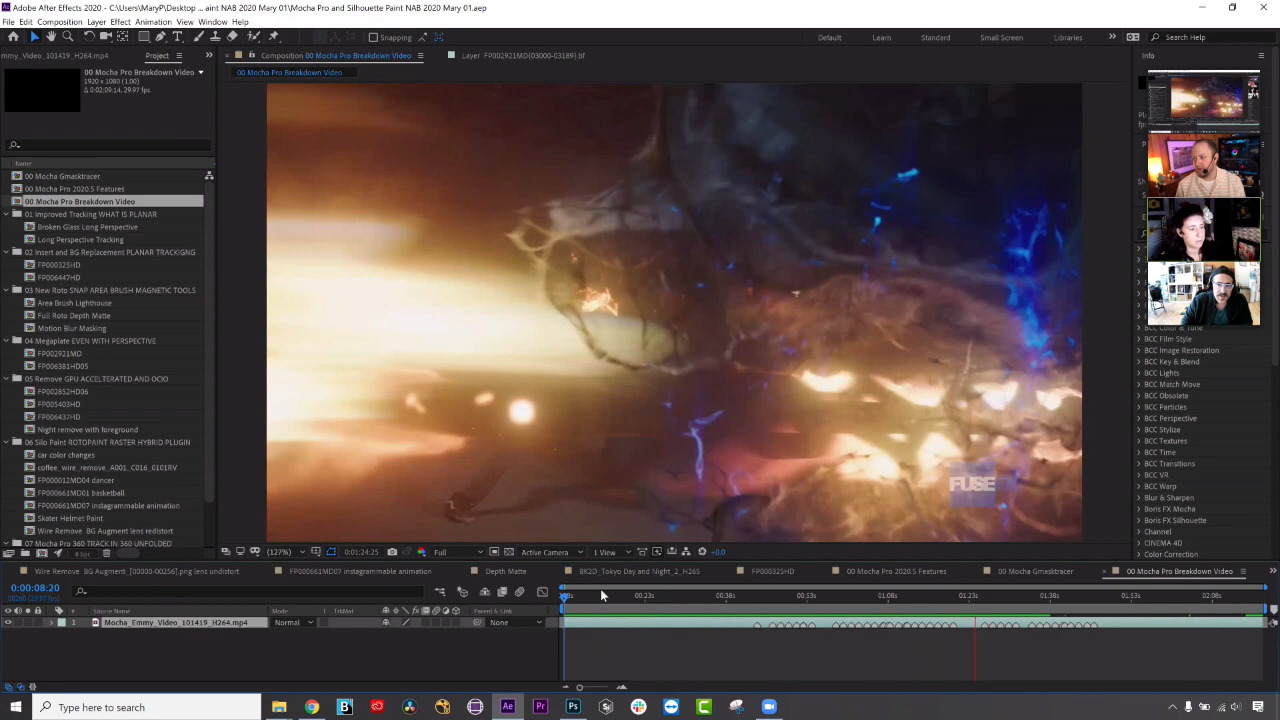 Adobe After Effects 2020 - C:\Users\MaryP\Desktop ... aint NAB 2020 Mary 01\Mocha Pro and Silhouette Paint NAB 2020 Mary 01.aep
File Edit Composition Layer Effect Animation View Window Help
Snapping Default Learn Standard Small Screen Libraries Search Help
mmy_Video_101419_H264.mp4 Project Composition 00 Mocha Pro Breakdown Video Layer FP002921MD(03000-03189).tif Info
00 Mocha Pro Breakdown Video
1920 x 1080 (1.00)
Δ 0:02:09:14, 29.97 fps
00 Mocha Pro Breakdown Video
Name
00 Mocha Gmasktracer
00 Mocha Pro 2020.5 Features
00 Mocha Pro Breakdown Video
01 Improved Tracking WHAT IS PLANAR
Broken Glass Long Perspective
Long Perspective Tracking
02 Insert and BG Replacement PLANAR TRACKIGNG
FP000325HD
FP006447HD
03 New Roto SNAP AREA BRUSH MAGNETIC TOOLS
Area Brush Lighthouse
Full Roto Depth Matte
Motion Blur Masking
04 Megaplate EVEN WITH PERSPECTIVE
FP002921MD
FP006381HD05
05 Remove GPU ACCELTERATED AND OCIO
FP002852HD06
FP005403HD
FP006437HD
Night remove with foreground
06 Silo Paint ROTOPAINT RASTER HYBRID PLUGIN
car color changes
coffee_wire_remove_A001_C016_0101RV
FP000012MD04 dancer
FP000661MD01 basketball
FP000661MD07 instagrammable animation
Skater Helmet Paint
Wire Remove BG Augment lens redistort
07 Mocha Pro 360 TRACK IN 360 UNFOLDED
8 bpc
FUSE
(127%) 0:01:24:25 Full Active Camera 1 View +0.0
BCC Color & Tone
BCC Film Style
BCC Image Restoration
BCC Key & Blend
BCC Lights
BCC Match Move
BCC Obsolete
BCC Particles
BCC Perspective
BCC Stylize
BCC Textures
BCC Time
BCC Transitions
BCC VR
BCC Warp
Blur & Sharpen
Boris FX Mocha
Boris FX Silhouette
Channel
CINEMA 4D
Color Correction
Wire Remove BG Augment_[00000-00256].png lens undistort FP000661MD07 instagrammable animation Depth Matte BK2D_Tokyo Day and Night_2_H265 FP000325HD 00 Mocha Pro 2020.5 Features 00 Mocha Gmasktracer 00 Mocha Pro Breakdown Video
0:00:08:20
00260 (29.97 fps)
00:23s 00:38s 00:53s 01:08s 01:23s 01:38s 01:53s 02:08s
# Source Name Mode T TrkMat Parent & Link
1 Mocha_Emmy_Video_101419_H264.mp4 Normal None
Type here to search